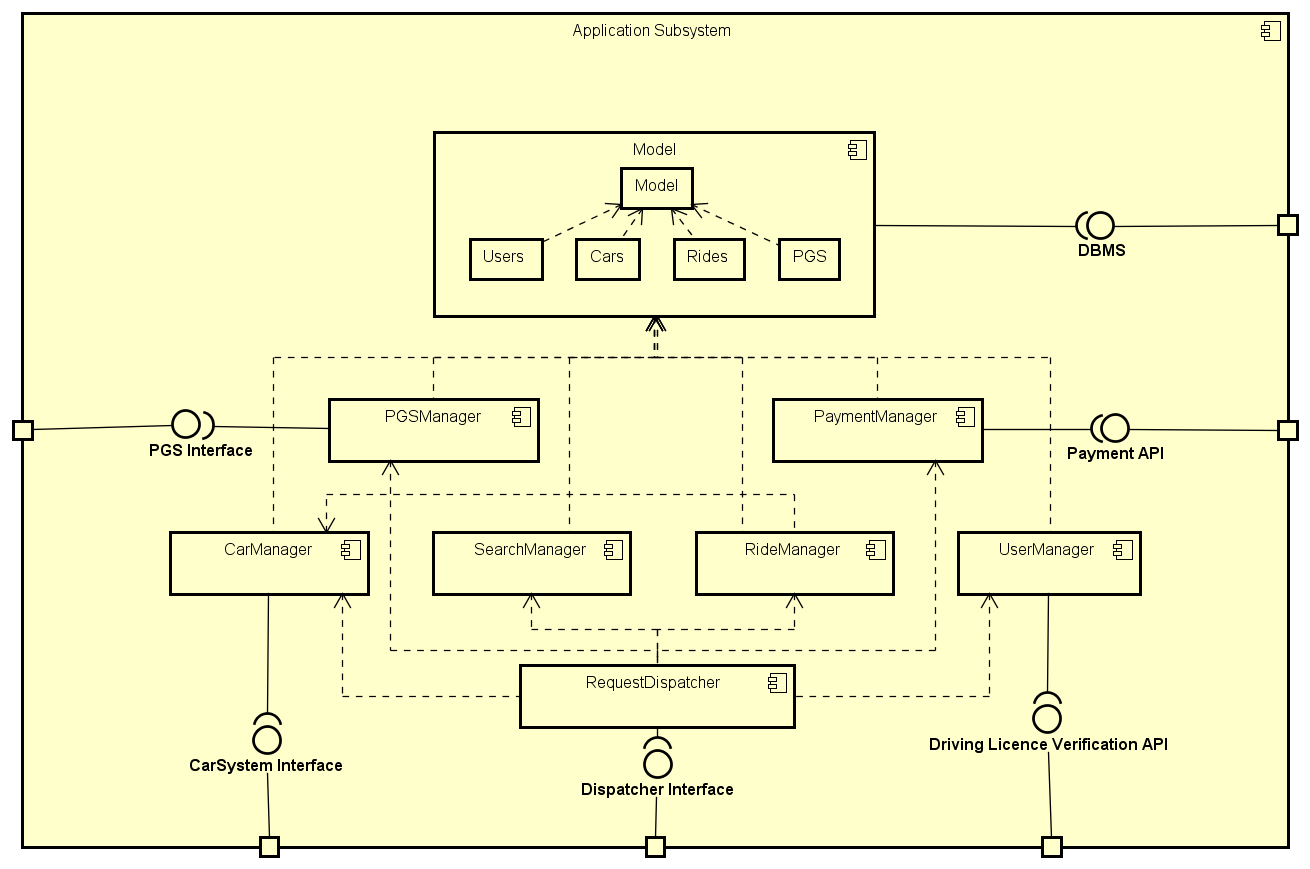 Application Subsystem
Model
Model
Users
Cars
Rides
PGS
DBMS
PGSManager
PaymentManager
PGS Interface
Payment API
CarManager
SearchManager
RideManager
UserManager
RequestDispatcher
Driving Licence Verification API
CarSystem Interface
Dispatcher Interface